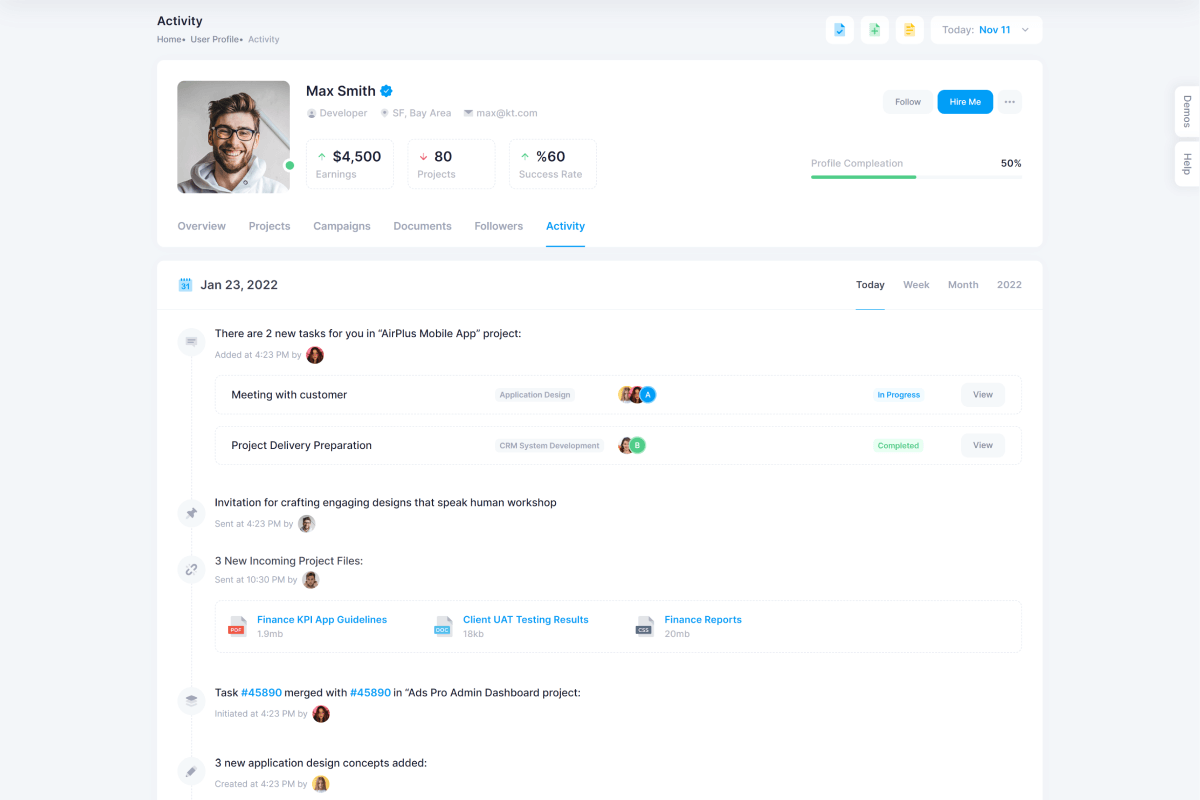 Activity
Home• User Profile• Activity
Today: Nov 11
Max Smith
Developer SF, Bay Area max@kt.com
Follow Hire Me
$4,500 80 %60
Earnings Projects Success Rate
Profile Compleation 50%
Overview Projects Campaigns Documents Followers Activity
Demos
Help
31 Jan 23, 2022
Today Week Month 2022
There are 2 new tasks for you in “AirPlus Mobile App” project:
Added at 4:23 PM by
Meeting with customer Application Design A In Progress View
Project Delivery Preparation CRM System Development B Completed View
Invitation for crafting engaging designs that speak human workshop
Sent at 4:23 PM by
3 New Incoming Project Files:
Sent at 10:30 PM by
PDF Finance KPI App Guidelines DOC Client UAT Testing Results CSS Finance Reports
1.9mb 18kb 20mb
Task #45890 merged with #45890 in “Ads Pro Admin Dashboard project:
Initiated at 4:23 PM by
3 new application design concepts added:
Created at 4:23 PM by